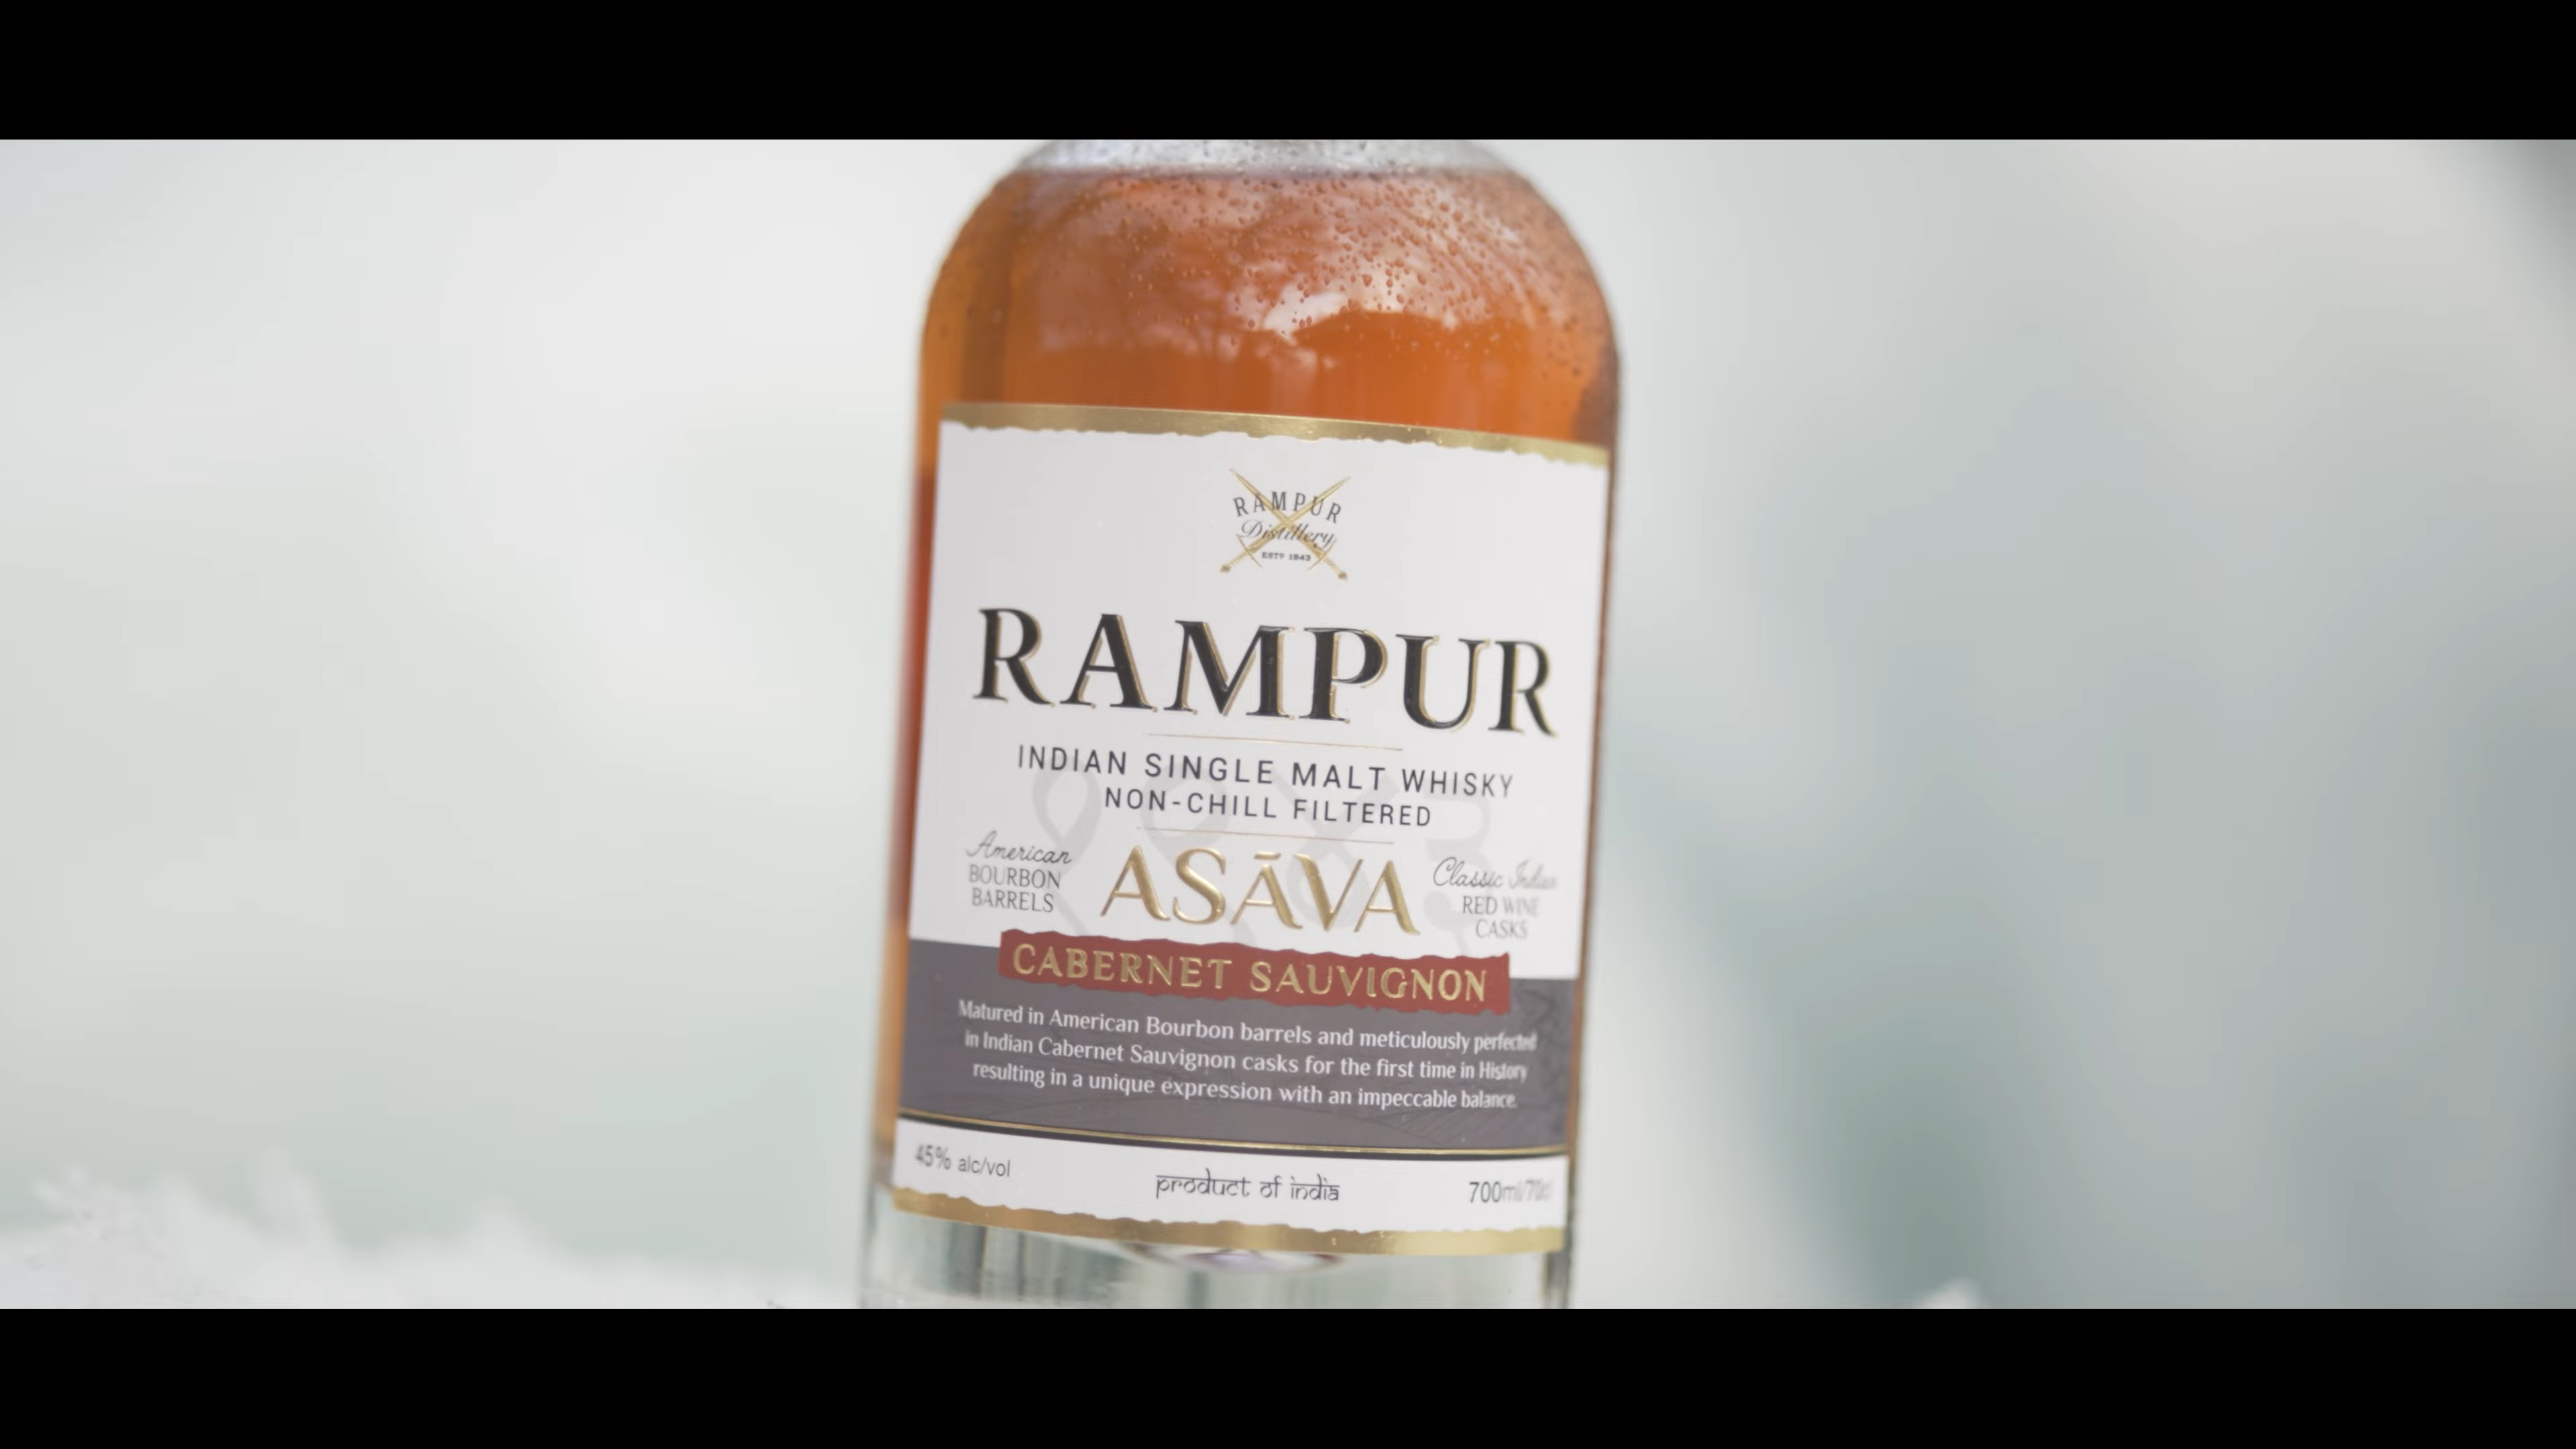 RAMPUR
Distillery
ESTD 1943
RAMPUR
INDIAN SINGLE MALT WHISKY
NON-CHILL FILTERED
American
BOURBON
BARRELS
ASĀVA
Classic Indian
RED WINE
CASKS
CABERNET SAUVIGNON
Matured in American Bourbon barrels and meticulously perfected
in Indian Cabernet Sauvignon casks for the first time in History
resulting in a unique expression with an impeccable balance.
45% alc/vol
product of india
700ml/70cl